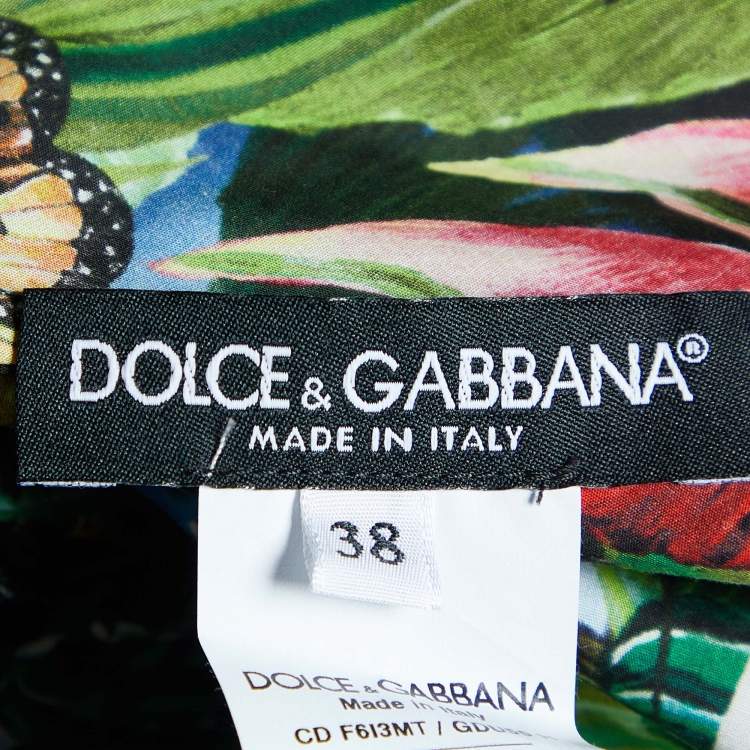 DOLCE & GABBANA®
MADE IN ITALY
38
DOLCE & GABBANA
Made in Italy
CD F6I3MT /